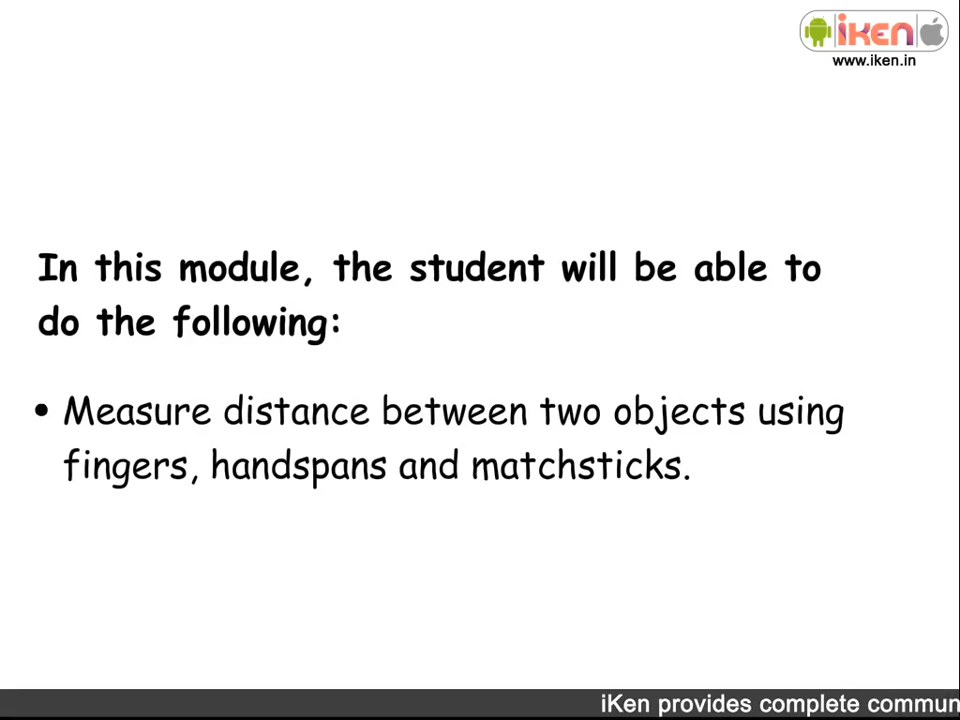 iKEN
www.iken.in
In this module, the student will be able to
do the following:
• Measure distance between two objects using
fingers, handspans and matchsticks.
iKen provides complete commun